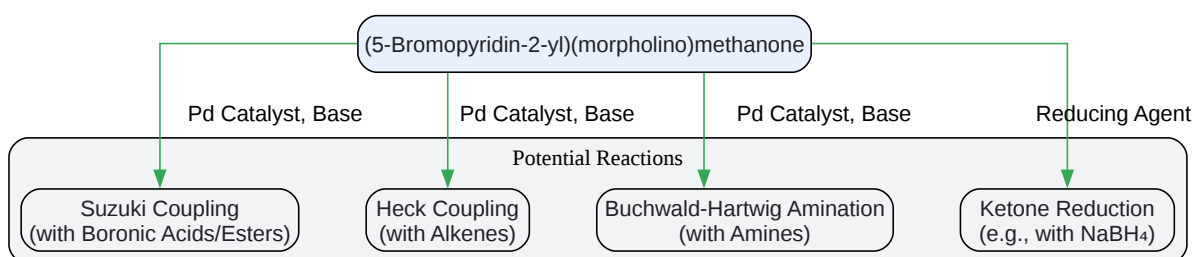 (5-Bromopyridin-2-yl)(morpholino)methanone
Pd Catalyst, Base
Pd Catalyst, Base
Pd Catalyst, Base
Reducing Agent
Potential Reactions
Suzuki Coupling
(with Boronic Acids/Esters)
Heck Coupling
(with Alkenes)
Buchwald-Hartwig Amination
(with Amines)
Ketone Reduction
(e.g., with NaBH₄)